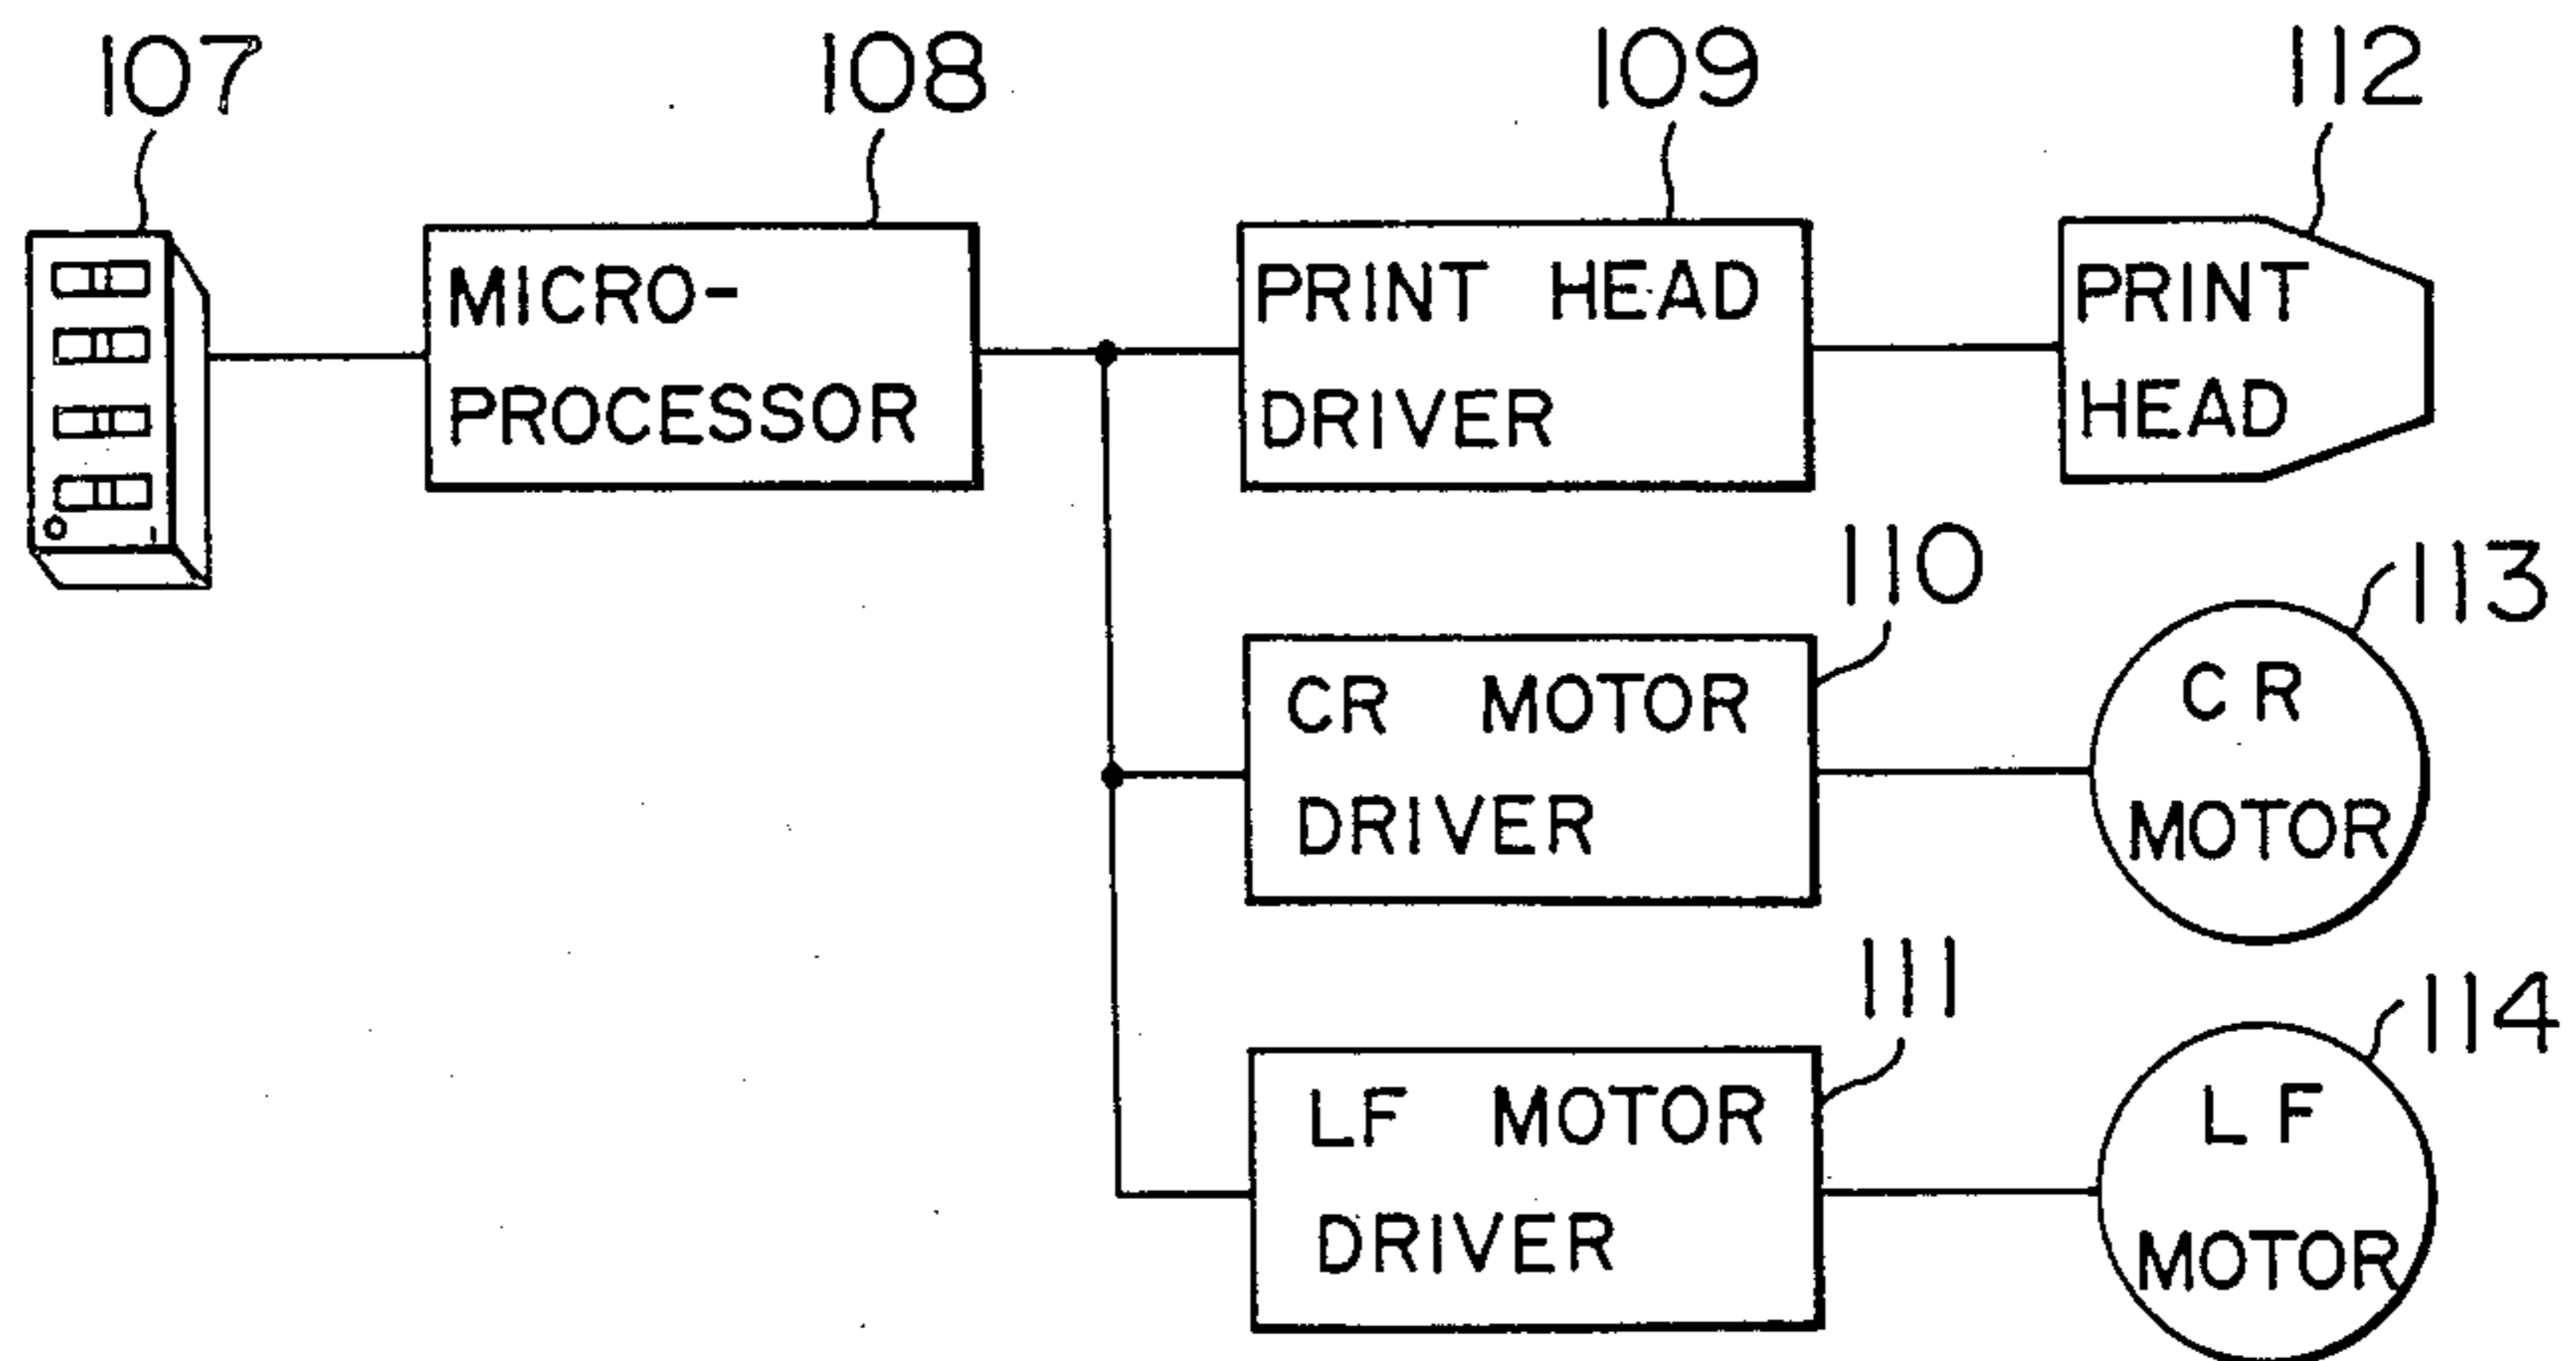 107
108
109
112
MICRO-
PROCESSOR
PRINT HEAD
DRIVER
PRINT
HEAD
110
113
CR MOTOR
DRIVER
CR
MOTOR
111
114
LF MOTOR
DRIVER
LF
MOTOR